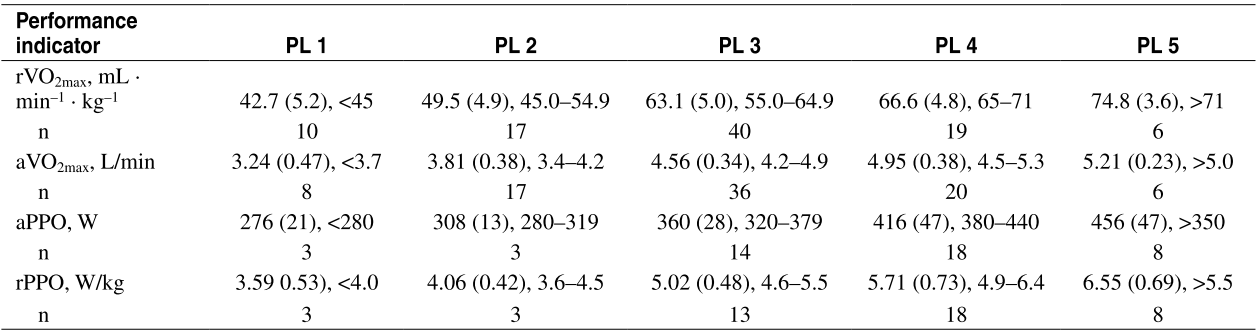 Performance
indicator PL 1 PL 2 PL 3 PL 4 PL 5
rVO2max, mL ·
min–1 · kg–1 42.7 (5.2), <45 49.5 (4.9), 45.0–54.9 63.1 (5.0), 55.0–64.9 66.6 (4.8), 65–71 74.8 (3.6), >71
n 10 17 40 19 6
aVO2max, L/min 3.24 (0.47), <3.7 3.81 (0.38), 3.4–4.2 4.56 (0.34), 4.2–4.9 4.95 (0.38), 4.5–5.3 5.21 (0.23), >5.0
n 8 17 36 20 6
aPPO, W 276 (21), <280 308 (13), 280–319 360 (28), 320–379 416 (47), 380–440 456 (47), >350
n 3 3 14 18 8
rPPO, W/kg 3.59 0.53), <4.0 4.06 (0.42), 3.6–4.5 5.02 (0.48), 4.6–5.5 5.71 (0.73), 4.9–6.4 6.55 (0.69), >5.5
n 3 3 13 18 8